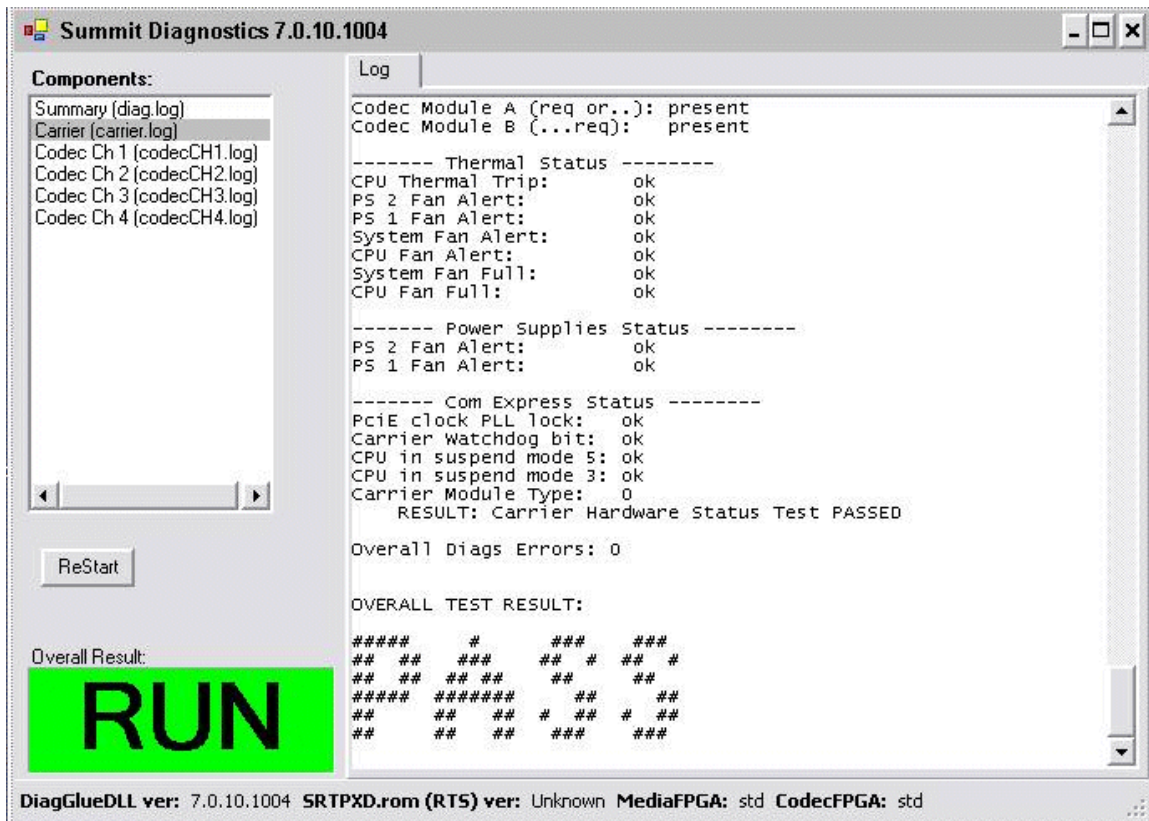 Summit Diagnostics 7.0.10.1004
Components:
Summary (diag.log)
Carrier (carrier.log)
Codec Ch 1 (codecCH1.log)
Codec Ch 2 (codecCH2.log)
Codec Ch 3 (codecCH3.log)
Codec Ch 4 (codecCH4.log)
ReStart
Overall Result:
RUN
Log
Codec Module A (req or..): present
Codec Module B (...req): present
------- Thermal Status --------
CPU Thermal Trip: ok
PS 2 Fan Alert: ok
PS 1 Fan Alert: ok
System Fan Alert: ok
CPU Fan Alert: ok
System Fan Full: ok
CPU Fan Full: ok
------- Power Supplies Status --------
PS 2 Fan Alert: ok
PS 1 Fan Alert: ok
------- Com Express Status --------
PciE clock PLL lock: ok
Carrier Watchdog bit: ok
CPU in suspend mode 5: ok
CPU in suspend mode 3: ok
Carrier Module Type: 0
RESULT: Carrier Hardware Status Test PASSED
Overall Diags Errors: 0
OVERALL TEST RESULT:
PASS
DiagGlueDLL ver: 7.0.10.1004 SRTPXD.rom (RTS) ver: Unknown MediaFPGA: std CodecFPGA: std